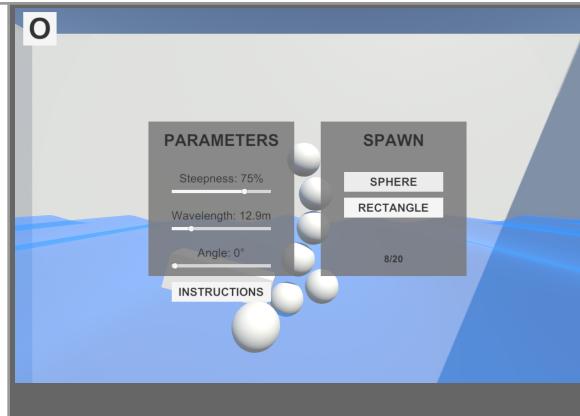 O
PARAMETERS
Steepness: 75%
Wavelength: 12.9m
Angle: 0°
INSTRUCTIONS
SPAWN
SPHERE
RECTANGLE
8/20